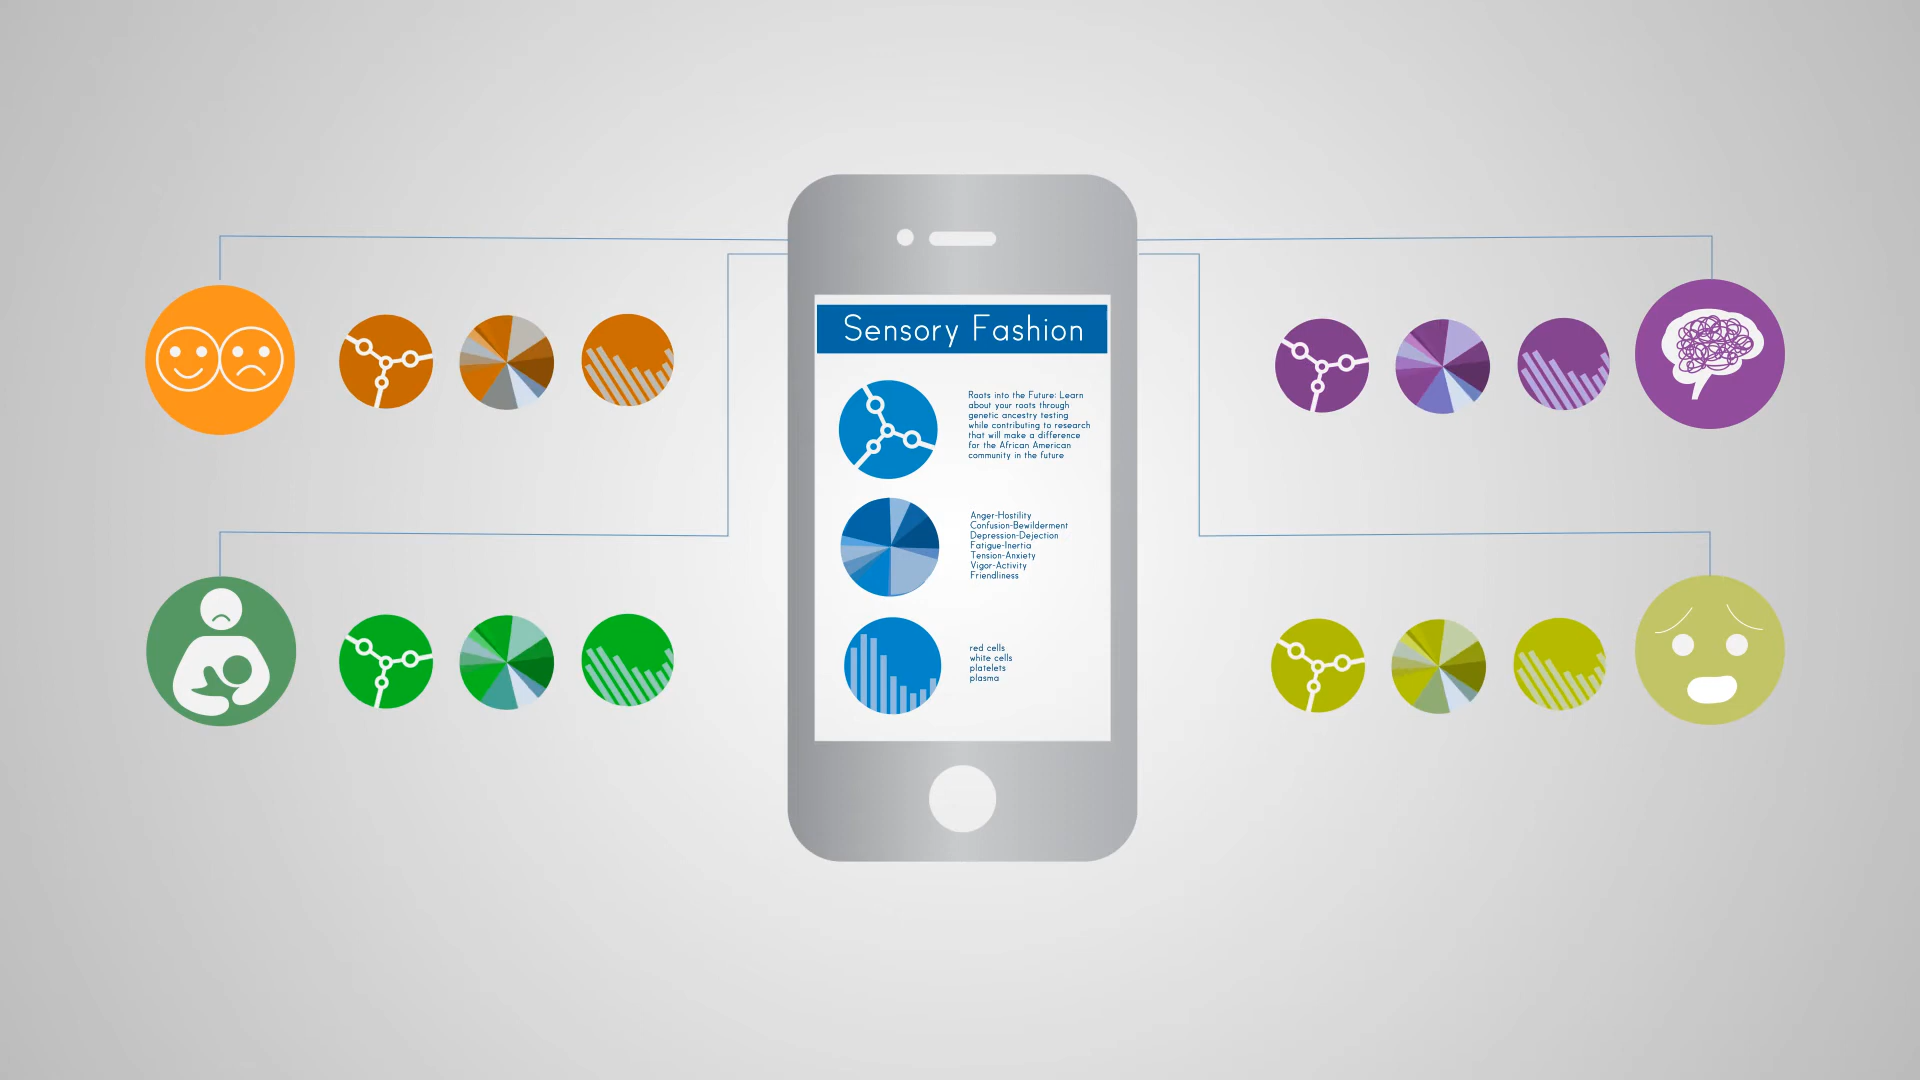 Sensory Fashion
Roots into the Future: Learn
about your roots through
genetic ancestry testing
while contributing to research
that will make a difference
for the African American
community in the future
Anger-Hostility
Confusion-Bewilderment
Depression-Dejection
Fatigue-Inertia
Tension-Anxiety
Vigor-Activity
Friendliness
red cells
white cells
platelets
plasma